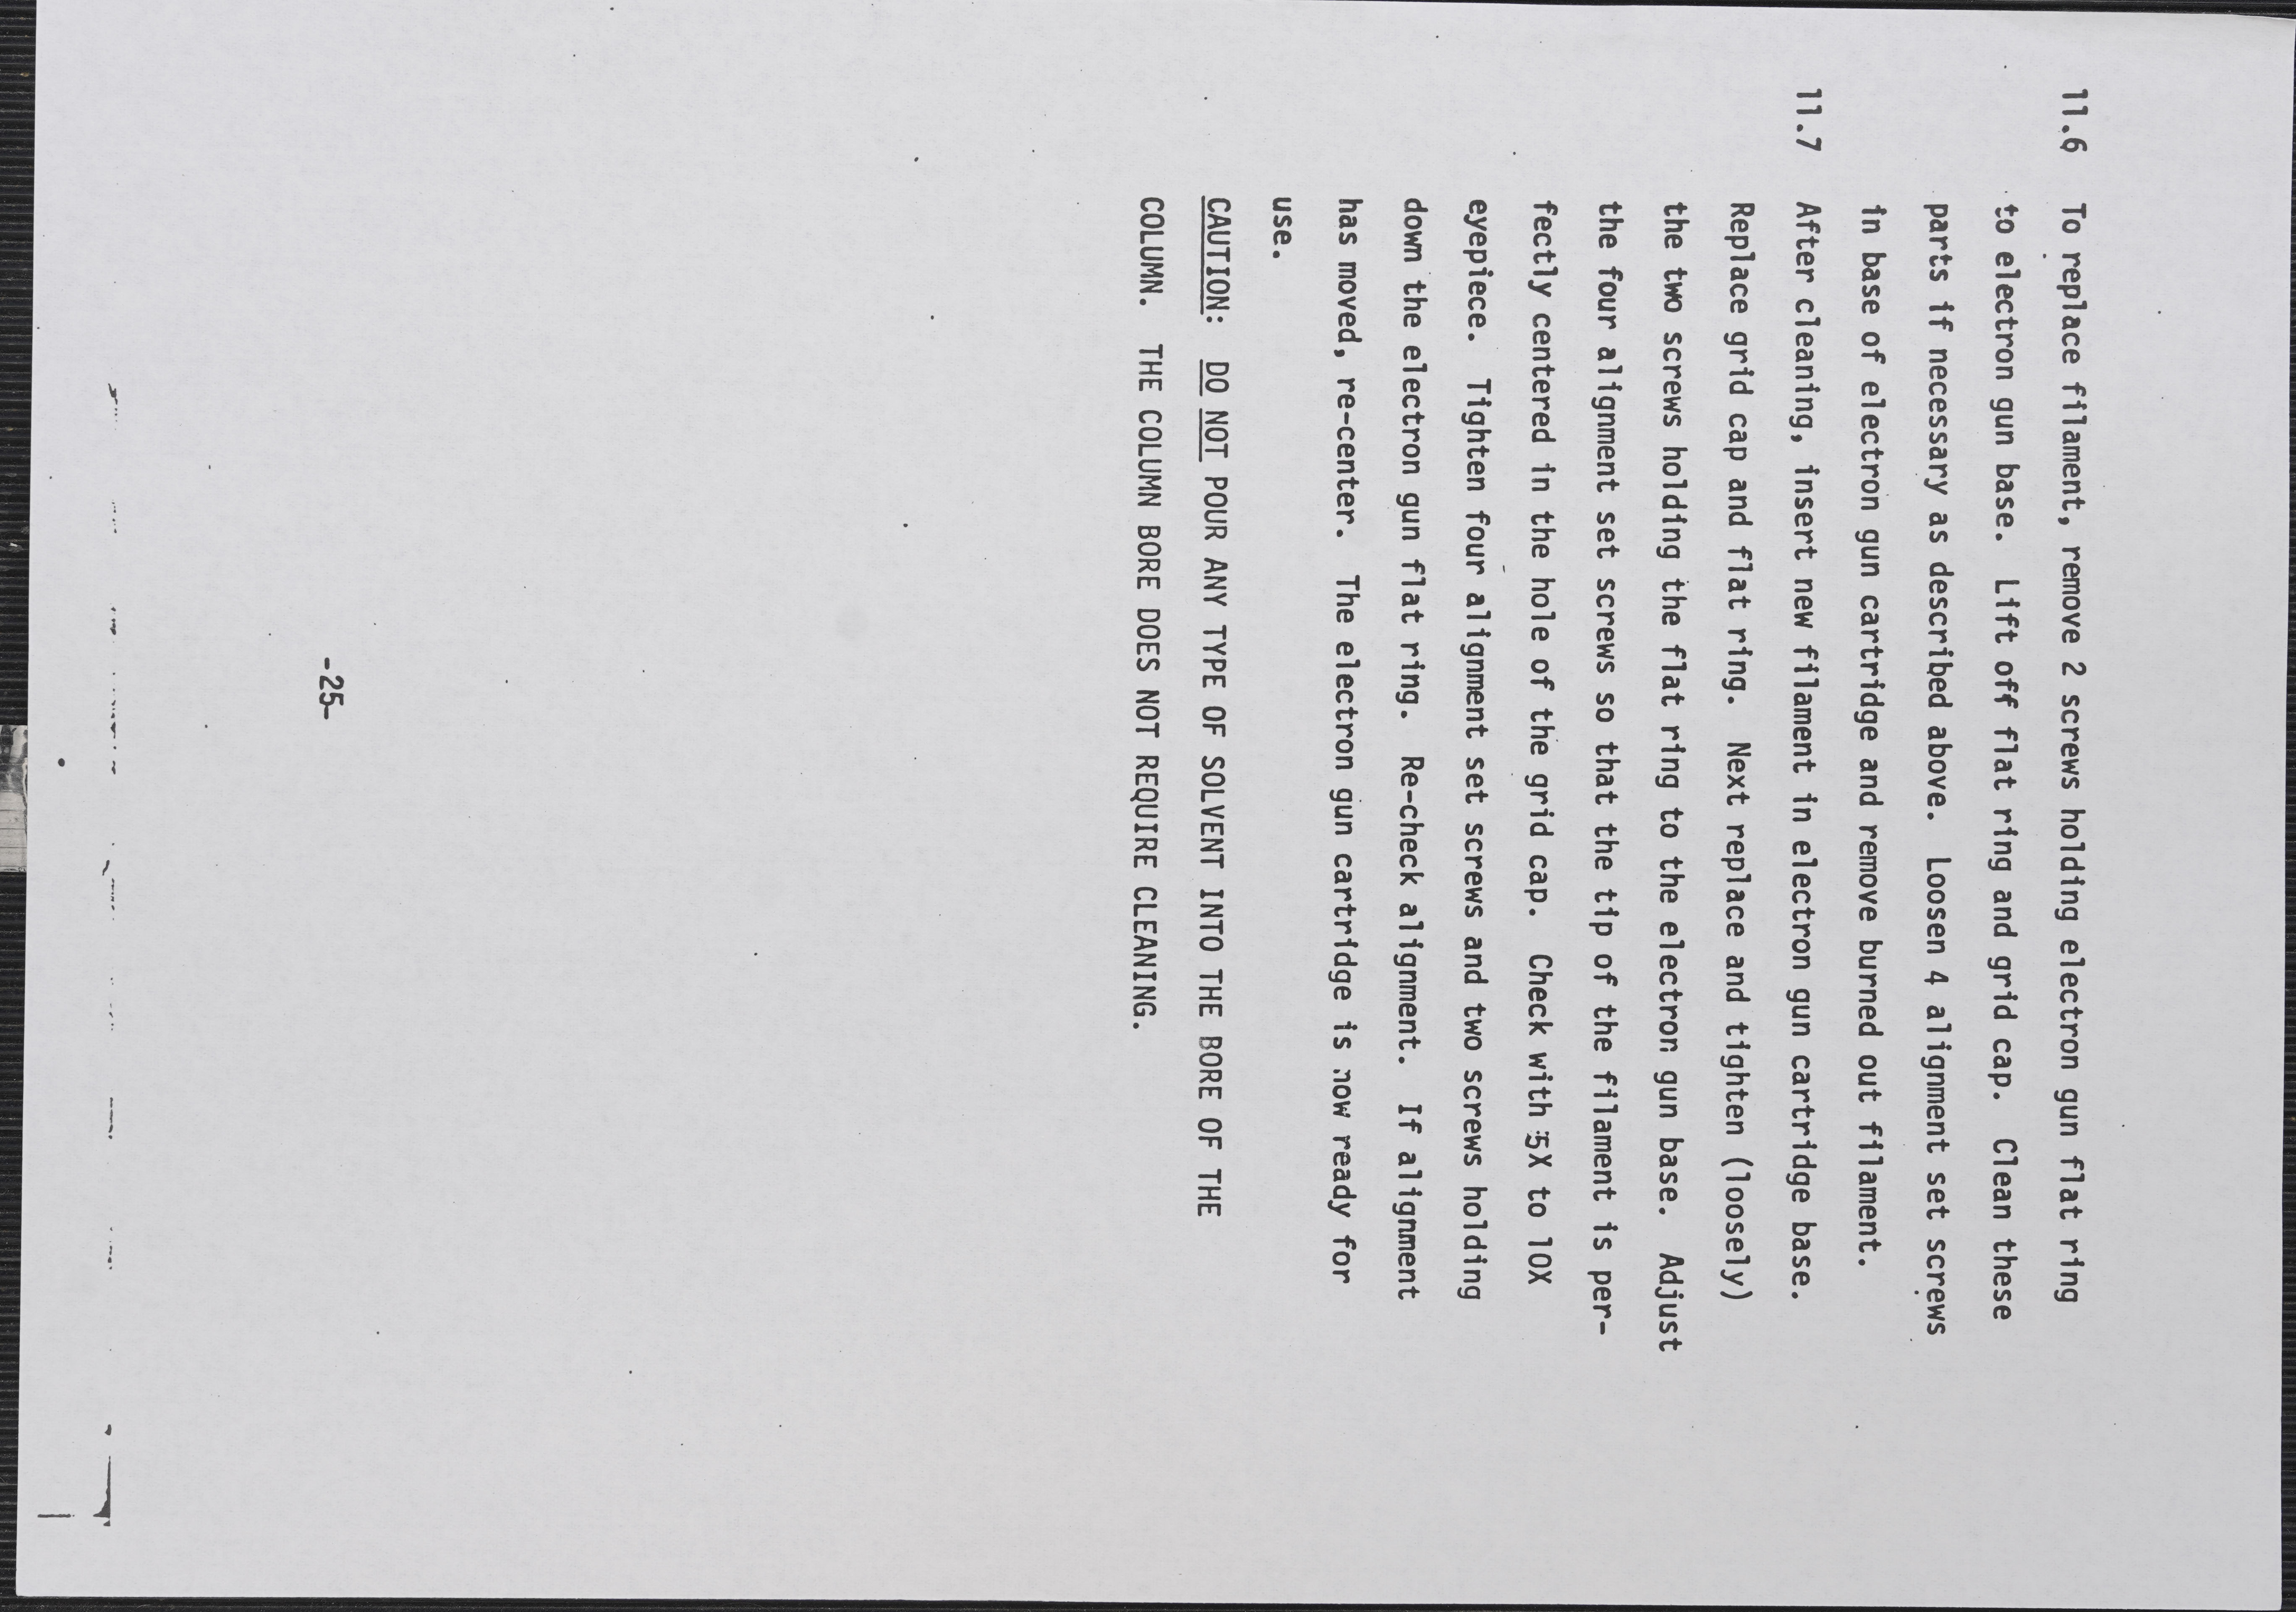 11.6 To replace filament, remove 2 screws holding electron gun flat ring
to electron gun base. Lift off flat ring and grid cap. Clean these
parts if necessary as described above. Loosen 4 alignment set screws
in base of electron gun cartridge and remove burned out filament.
11.7 After cleaning, insert new filament in electron gun cartridge base.
Replace grid cap and flat ring. Next replace and tighten (loosely)
the two screws holding the flat ring to the electron gun base. Adjust
the four alignment set screws so that the tip of the filament is per-
fectly centered in the hole of the grid cap. Check with 5X to 10X
eyepiece. Tighten four alignment set screws and two screws holding
down the electron gun flat ring. Re-check alignment. If alignment
has moved, re-center. The electron gun cartridge is now ready for
use.
CAUTION: DO NOT POUR ANY TYPE OF SOLVENT INTO THE BORE OF THE
COLUMN. THE COLUMN BORE DOES NOT REQUIRE CLEANING.
-25-